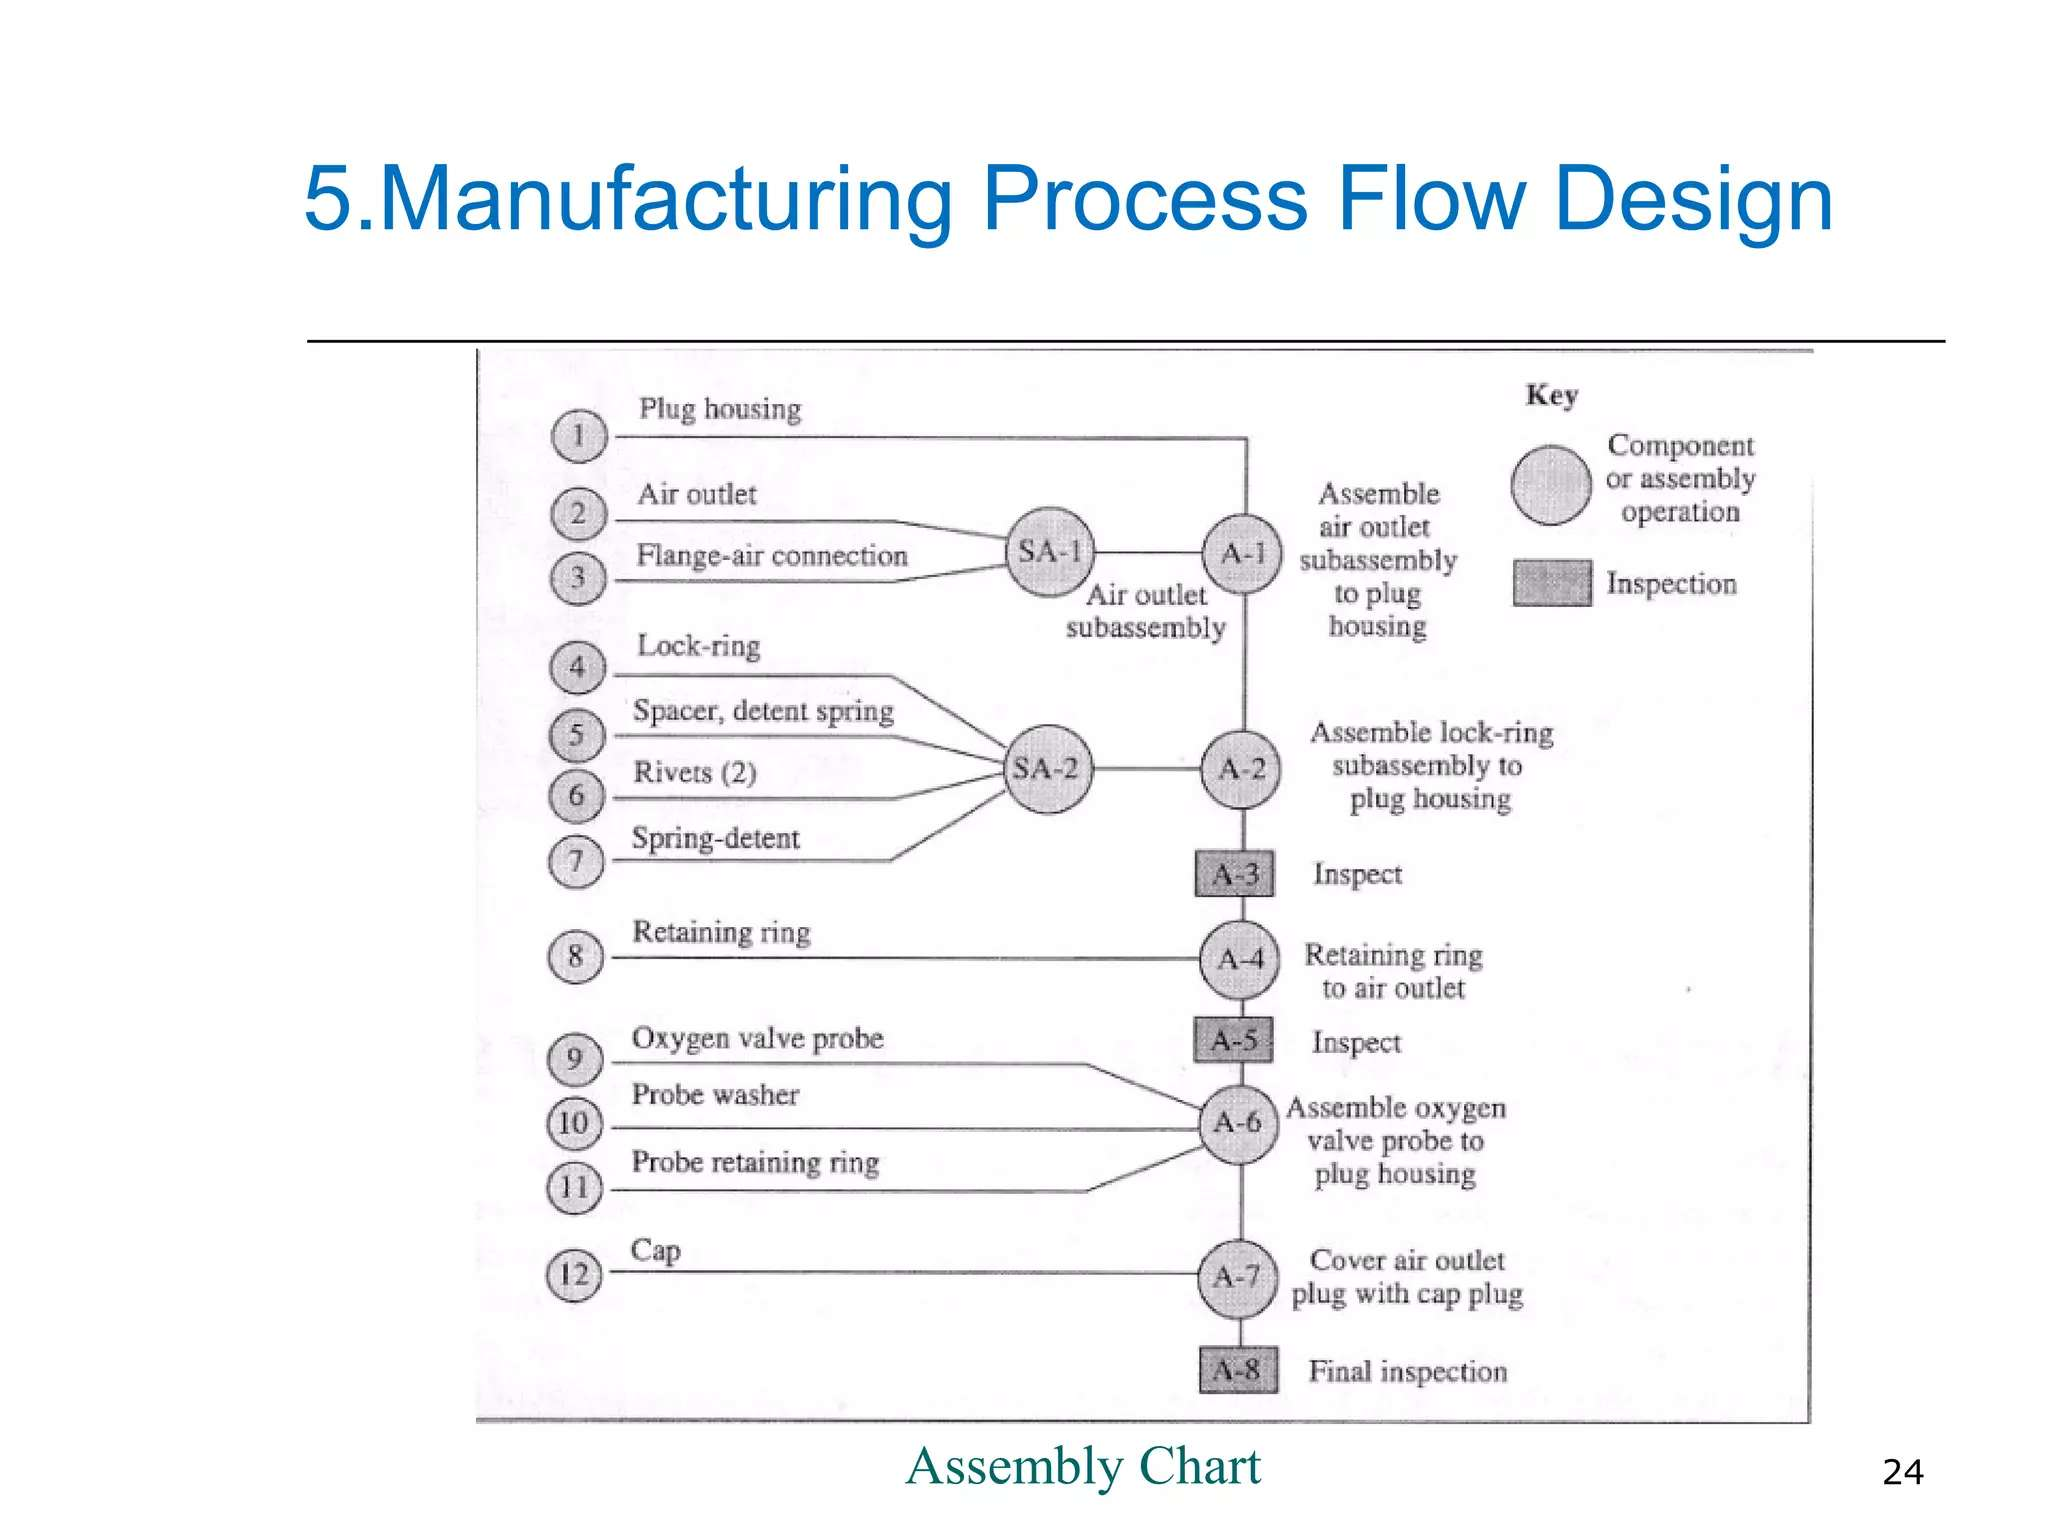 5.Manufacturing Process Flow Design
Key
1
Plug housing
Component
or assembly
operation
2
Air outlet
3
Flange-air connection
SA-1
Air outlet
subassembly
A-1
Assemble
air outlet
subassembly
to plug
housing
Inspection
4
Lock-ring
5
Spacer, detent spring
6
Rivets (2)
7
Spring-detent
SA-2
A-2
Assemble lock-ring
subassembly to
plug housing
A-3
Inspect
8
Retaining ring
A-4
Retaining ring
to air outlet
A-5
Inspect
9
Oxygen valve probe
10
Probe washer
11
Probe retaining ring
A-6
Assemble oxygen
valve probe to
plug housing
12
Cap
A-7
Cover air outlet
plug with cap plug
A-8
Final inspection
Assembly Chart
24